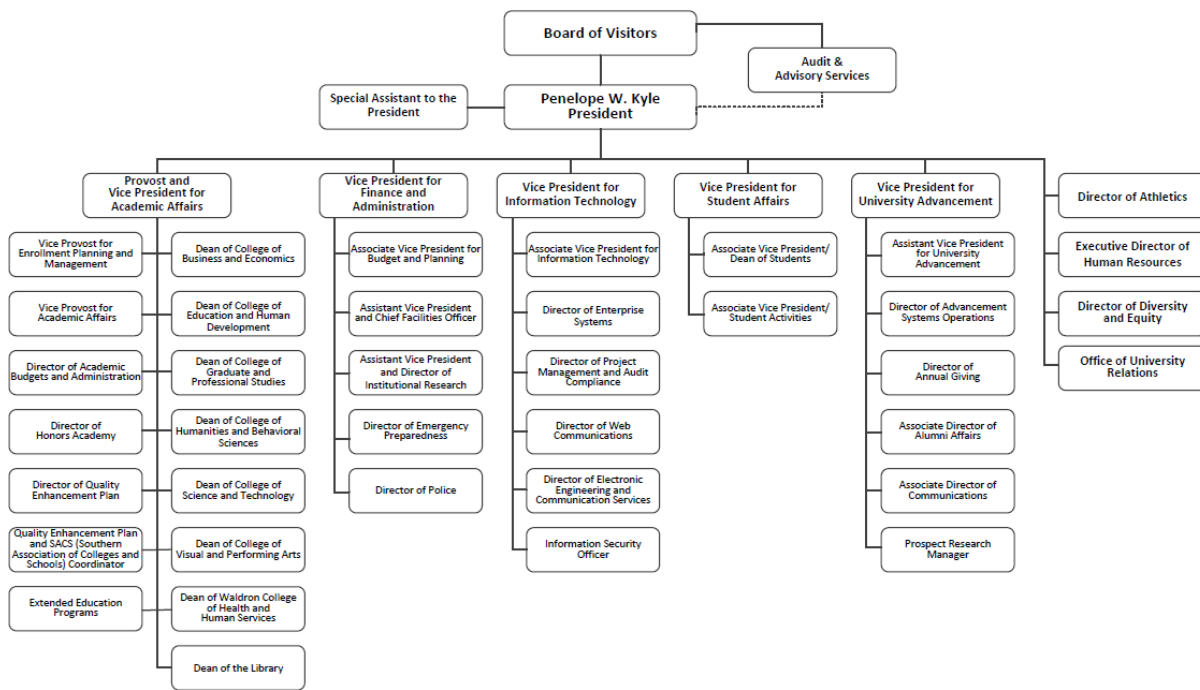 Board of Visitors
Audit &
Advisory Services
Special Assistant to the
President
Penelope W. Kyle
President
Provost and
Vice President for
Academic Affairs
Vice President for
Finance and
Administration
Vice President for
Information Technology
Vice President for
Student Affairs
Vice President for
University Advancement
Director of Athletics
Executive Director of
Human Resources
Director of Diversity
and Equity
Office of University
Relations
Vice Provost for
Enrollment Planning and
Management
Vice Provost for
Academic Affairs
Director of Academic
Budgets and Administration
Director of
Honors Academy
Director of Quality
Enhancement Plan
Quality Enhancement Plan
and SACS (Southern
Association of Colleges and
Schools) Coordinator
Extended Education
Programs
Dean of College of
Business and Economics
Dean of College of
Education and Human
Development
Dean of College of
Graduate and
Professional Studies
Dean of College of
Humanities and Behavioral
Sciences
Dean of College of
Science and Technology
Dean of College of
Visual and Performing Arts
Dean of Waldron College
of Health and
Human Services
Dean of the Library
Associate Vice President for
Budget and Planning
Assistant Vice President
and Chief Facilities Officer
Assistant Vice President
and Director of
Institutional Research
Director of Emergency
Preparedness
Director of Police
Associate Vice President for
Information Technology
Director of Enterprise
Systems
Director of Project
Management and Audit
Compliance
Director of Web
Communications
Director of Electronic
Engineering and
Communication Services
Information Security
Officer
Associate Vice President/
Dean of Students
Associate Vice President/
Student Activities
Assistant Vice President
for University
Advancement
Director of Advancement
Systems Operations
Director of
Annual Giving
Associate Director of
Alumni Affairs
Associate Director of
Communications
Prospect Research
Manager